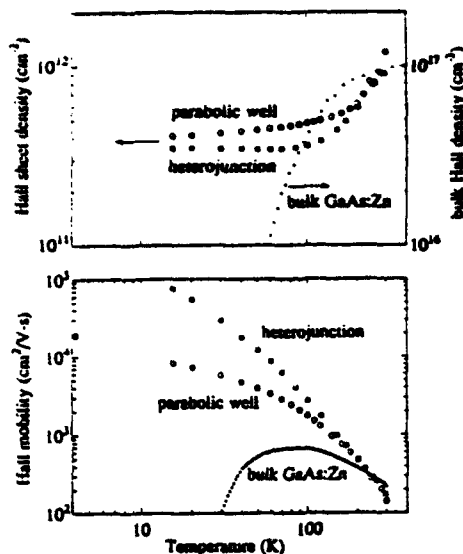 Hall sheet density (cm⁻²)
10¹²
10¹¹
parabolic well
heterojunction
bulk GaAs:Zn
10¹⁷
10¹⁶
bulk Hall density (cm⁻³)
Hall mobility (cm²/V·s)
10⁵
10⁴
10³
10²
heterojunction
parabolic well
bulk GaAs:Zn
10
100
Temperature (K)